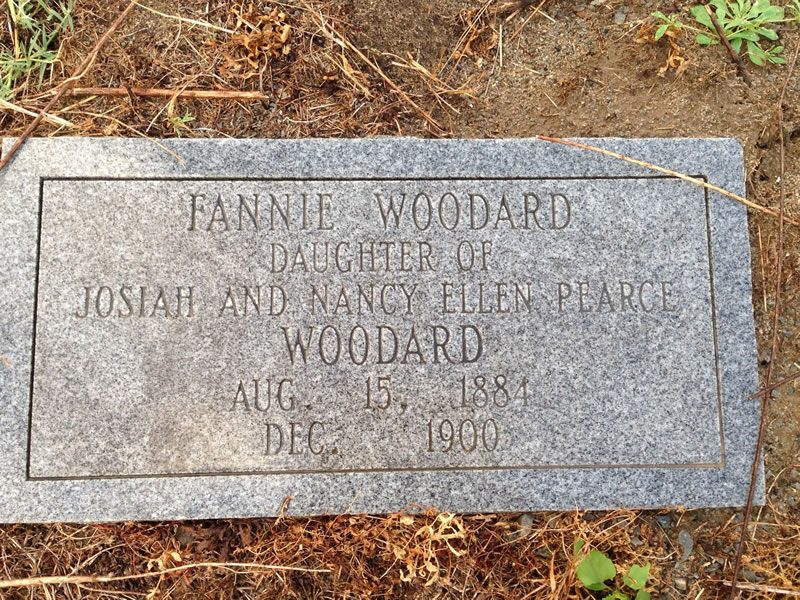 FANNIE WOODARD
DAUGHTER OF
JOSIAH AND NANCY ELLEN PEARCE
WOODARD
AUG. 15, 1884
DEC. 1900